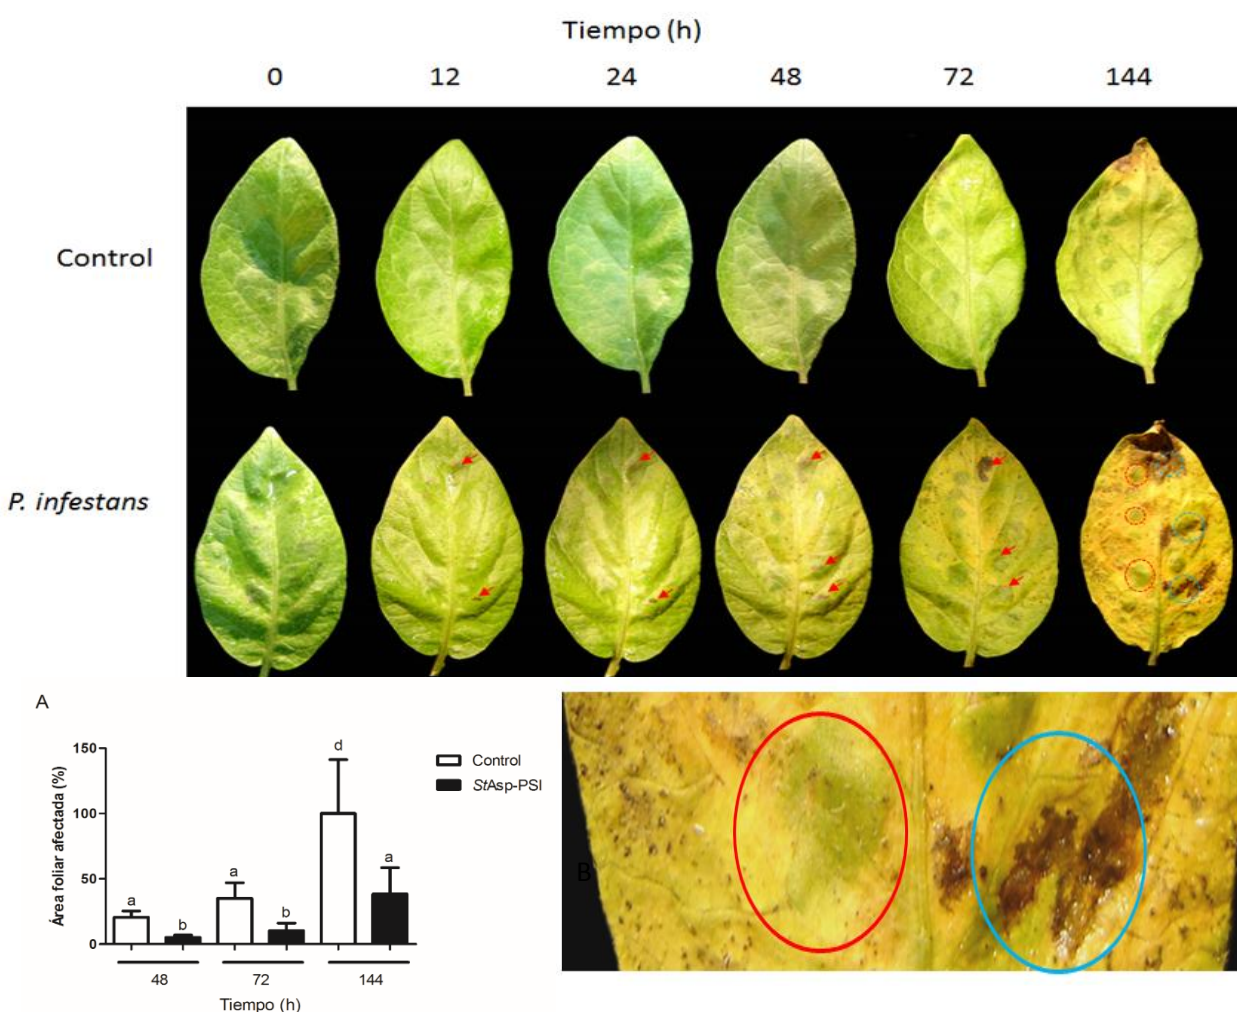 Tiempo (h)
0 12 24 48 72 144
Control
P. infestans
A
150
100
50
0
Área foliar afectada (%)
a b a b d a
48 72 144
Tiempo (h)
Control
StAsp-PSI
B